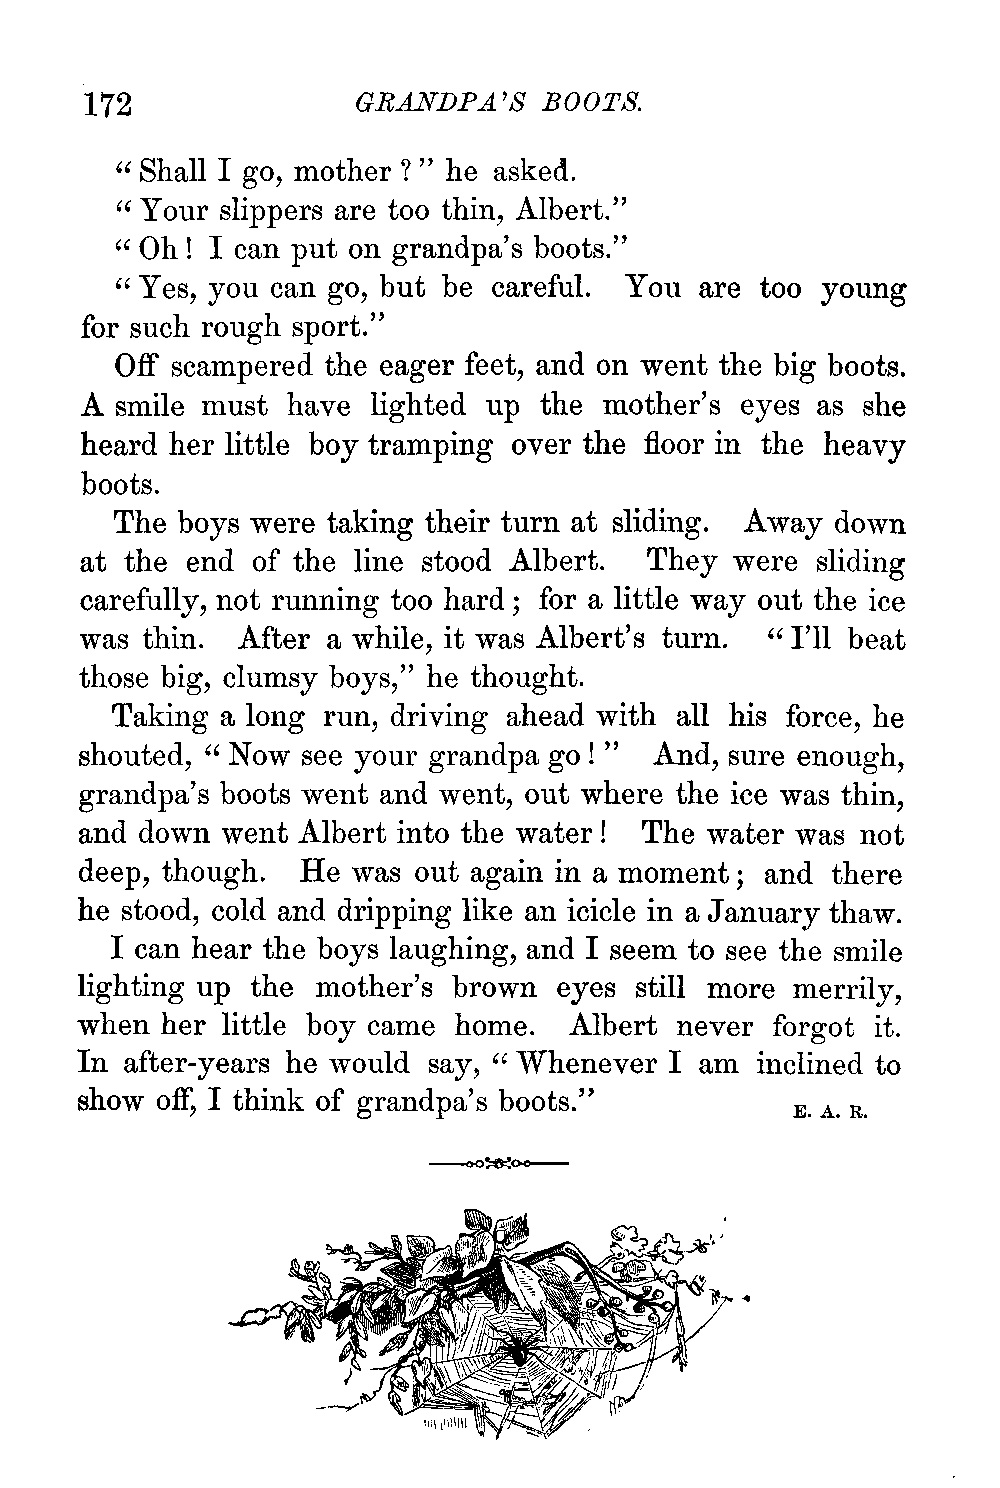 172 GRANDPA'S BOOTS.
“ Shall I go, mother ? ” he asked.
“ Your slippers are too thin, Albert.”
“ Oh ! I can put on grandpa’s boots.”
“ Yes, you can go, but be careful. You are too young
for such rough sport.”
Off scampered the eager feet, and on went the big boots.
A smile must have lighted up the mother’s eyes as she
heard her little boy tramping over the floor in the heavy
boots.
The boys were taking their turn at sliding. Away down
at the end of the line stood Albert. They were sliding
carefully, not running too hard ; for a little way out the ice
was thin. After a while, it was Albert’s turn. “ I’ll beat
those big, clumsy boys,” he thought.
Taking a long run, driving ahead with all his force, he
shouted, “ Now see your grandpa go ! ” And, sure enough,
grandpa’s boots went and went, out where the ice was thin,
and down went Albert into the water ! The water was not
deep, though. He was out again in a moment ; and there
he stood, cold and dripping like an icicle in a January thaw.
I can hear the boys laughing, and I seem to see the smile
lighting up the mother’s brown eyes still more merrily,
when her little boy came home. Albert never forgot it.
In after-years he would say, “ Whenever I am inclined to
show off, I think of grandpa’s boots.”
E. A. R.